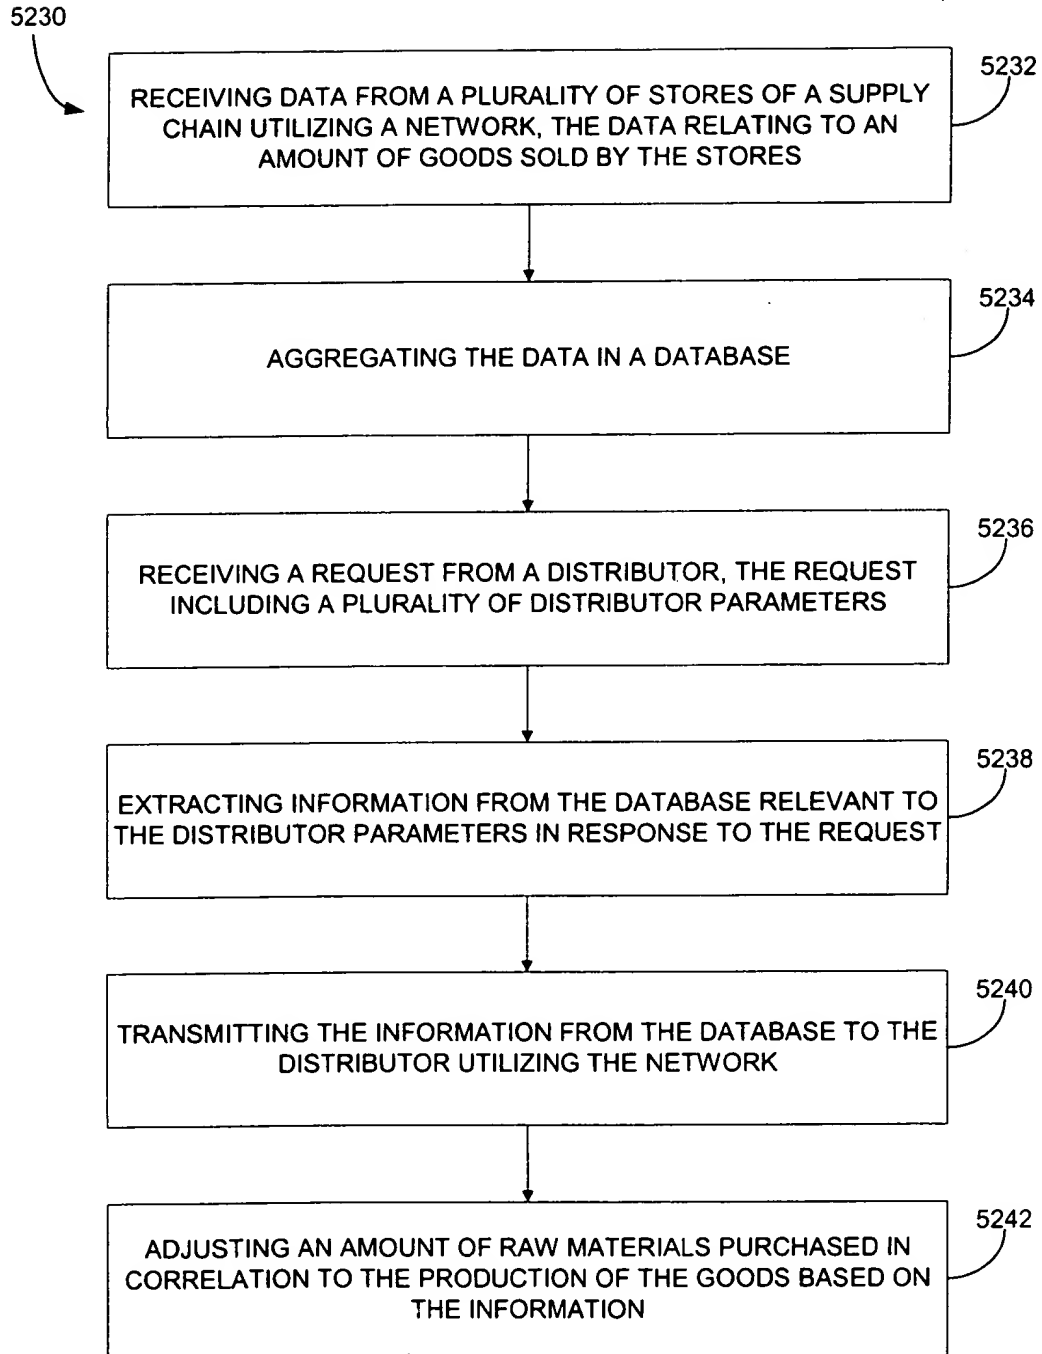 5230
5232
RECEIVING DATA FROM A PLURALITY OF STORES OF A SUPPLY
CHAIN UTILIZING A NETWORK, THE DATA RELATING TO AN
AMOUNT OF GOODS SOLD BY THE STORES
5234
AGGREGATING THE DATA IN A DATABASE
5236
RECEIVING A REQUEST FROM A DISTRIBUTOR, THE REQUEST
INCLUDING A PLURALITY OF DISTRIBUTOR PARAMETERS
5238
EXTRACTING INFORMATION FROM THE DATABASE RELEVANT TO
THE DISTRIBUTOR PARAMETERS IN RESPONSE TO THE REQUEST
5240
TRANSMITTING THE INFORMATION FROM THE DATABASE TO THE
DISTRIBUTOR UTILIZING THE NETWORK
5242
ADJUSTING AN AMOUNT OF RAW MATERIALS PURCHASED IN
CORRELATION TO THE PRODUCTION OF THE GOODS BASED ON
THE INFORMATION